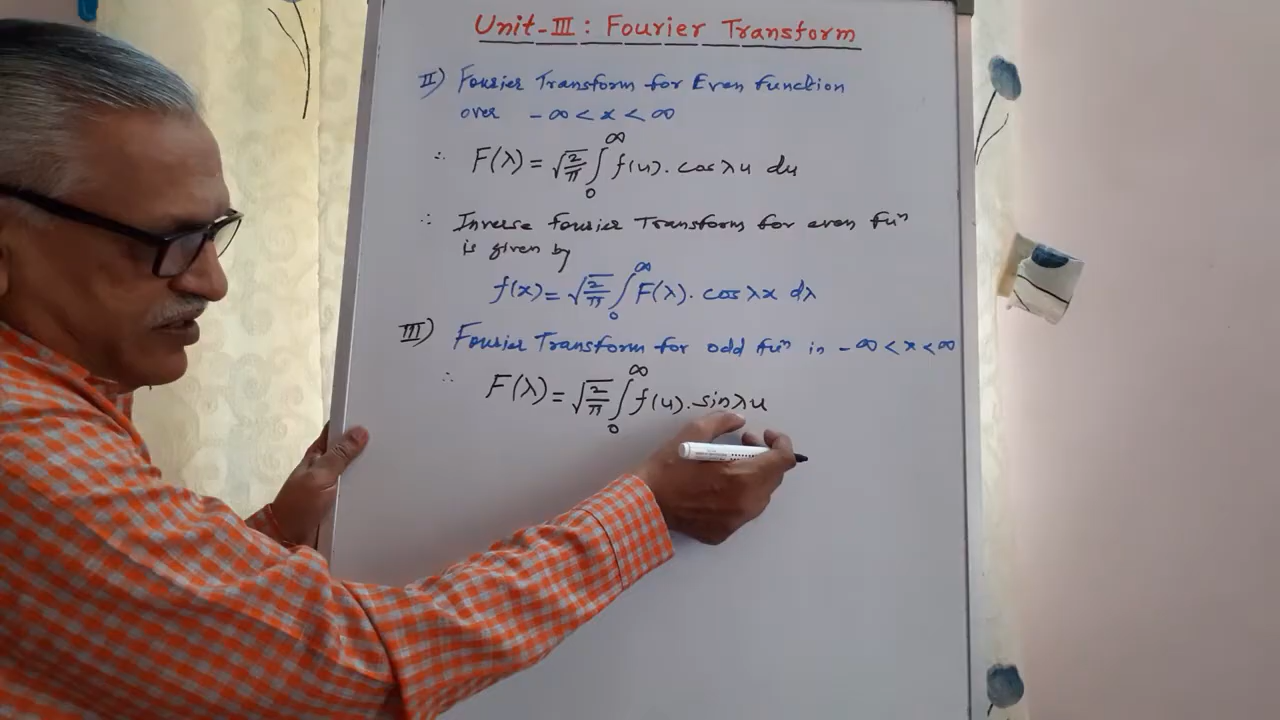 Unit-III : Fourier Transform
II) Fourier Transform for Even Function
over -∞ < x < ∞
∴ F(λ) = √2/π ∫₀^∞ f(u). cos λu du
∴ Inverse Fourier Transform for even fuⁿ
is given by
f(x) = √2/π ∫₀^∞ F(λ). cos λx dλ
III) Fourier Transform for odd fuⁿ in -∞ < x < ∞
∴ F(λ) = √2/π ∫₀^∞ f(u). sin λu